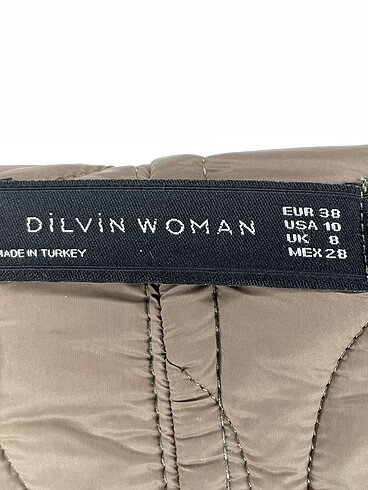 DİLVİN WOMAN
MADE IN TURKEY
EUR 38
USA 10
UK 8
MEX 28